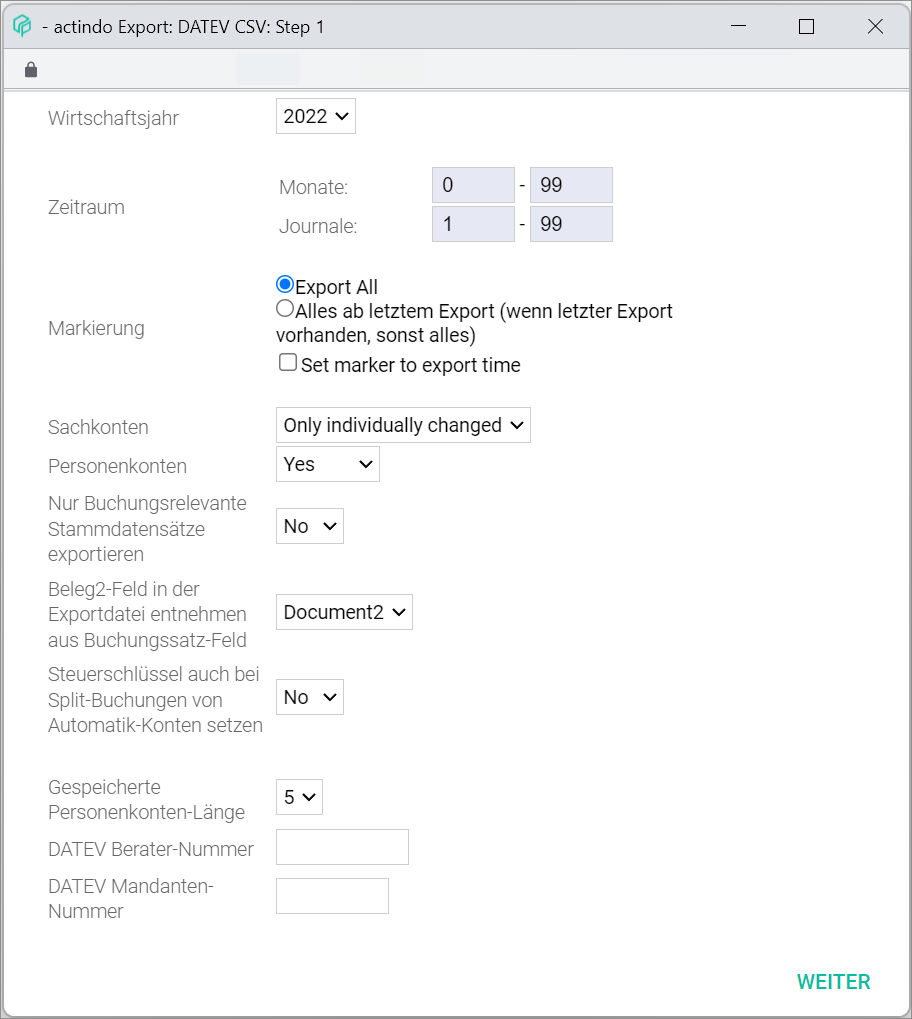 - actindo Export: DATEV CSV: Step 1
Wirtschaftsjahr
2022
Zeitraum
Monate:
0 - 99
Journale:
1 - 99
Markierung
Export All
Alles ab letztem Export (wenn letzter Export
vorhanden, sonst alles)
Set marker to export time
Sachkonten
Only individually changed
Personenkonten
Yes
Nur Buchungsrelevante
Stammdatensätze
exportieren
No
Beleg2-Feld in der
Exportdatei entnehmen
aus Buchungssatz-Feld
Document2
Steuerschlüssel auch bei
Split-Buchungen von
Automatik-Konten setzen
No
Gespeicherte
Personenkonten-Länge
5
DATEV Berater-Nummer
DATEV Mandanten-
Nummer
WEITER